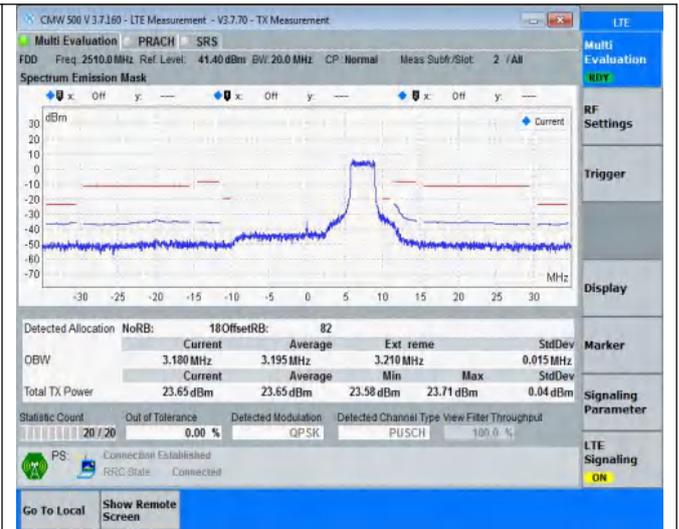 CMW 500 V 3.7.160 - LTE Measurement - V3.7.70 - TX Measurement
LTE
Multi Evaluation PRACH SRS
Multi Evaluation
RDY
FDD Freq: 2510.0 MHz Ref. Level: 41.40 dBm BW: 20.0 MHz CP: Normal Meas Subfr./Slot: 2 / All
Spectrum Emission Mask
x: Off y: --- x: Off y: --- x: Off y: ---
dBm
Current
30
20
10
0
-10
-20
-30
-40
-50
-60
-70
MHz
-30 -25 -20 -15 -10 -5 0 5 10 15 20 25 30
RF Settings
Trigger
Display
Marker
Signaling Parameter
LTE Signaling
ON
Detected Allocation NoRB: 18 OffsetRB: 82
Current Average Extreme StdDev
OBW 3.180 MHz 3.195 MHz 3.210 MHz 0.015 MHz
Current Average Min Max StdDev
Total TX Power 23.65 dBm 23.65 dBm 23.58 dBm 23.71 dBm 0.04 dBm
Statistic Count Out of Tolerance Detected Modulation Detected Channel Type View Filter Throughput
20 / 20 0.00 % QPSK PUSCH 100.0 %
PS: Connection Established
RRC State Connected
Go To Local Show Remote Screen